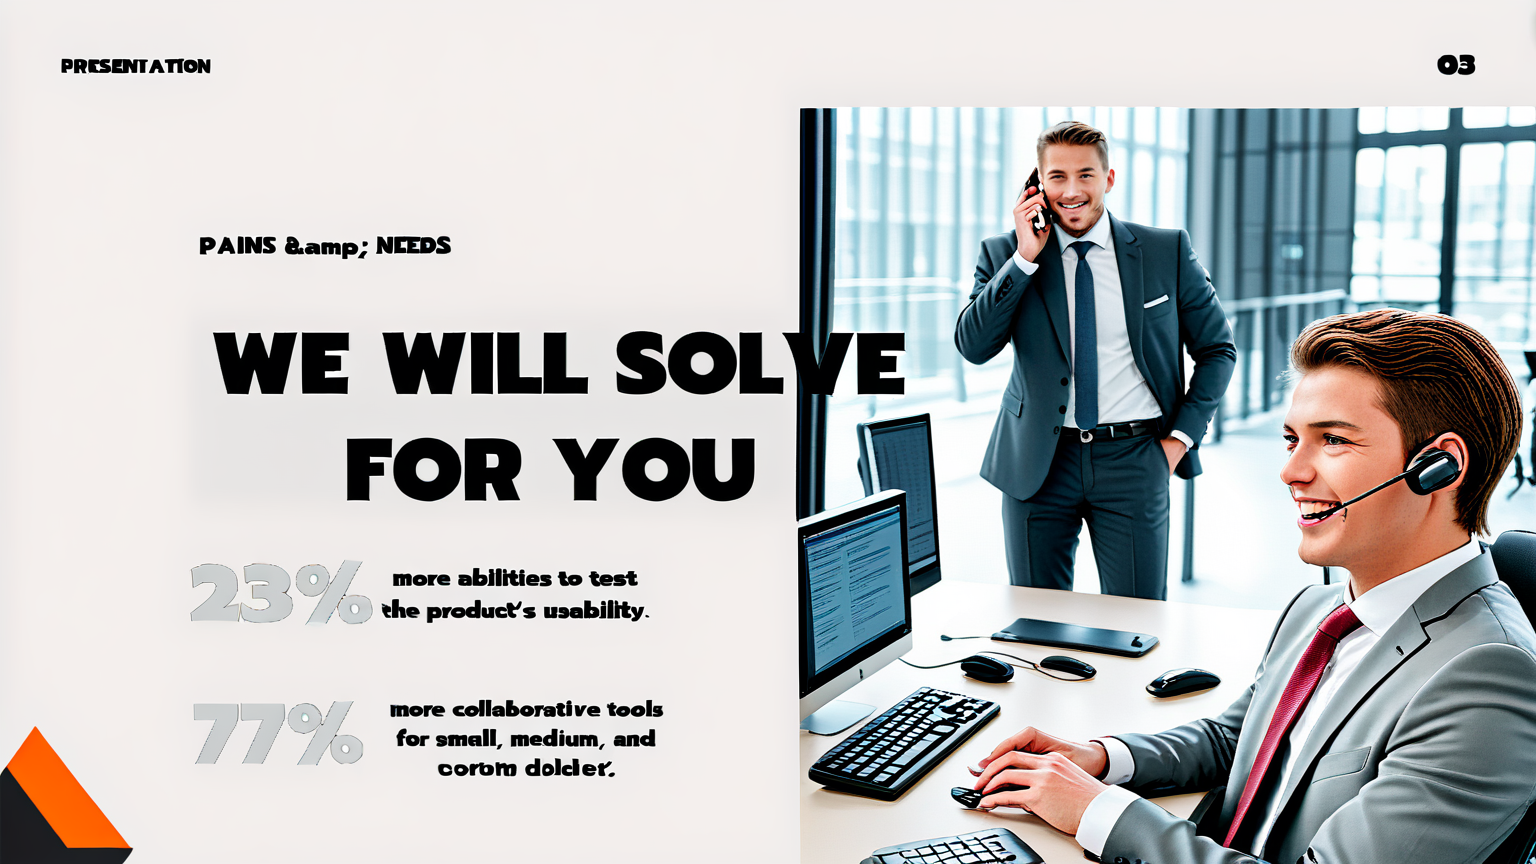 PRESENTATION
03
PAINS &amp; NEEDS
WE WILL SOLVE
FOR YOU
23%
more abilities to test
the product's usability.
77%
more collaborative tools
for small, medium, and